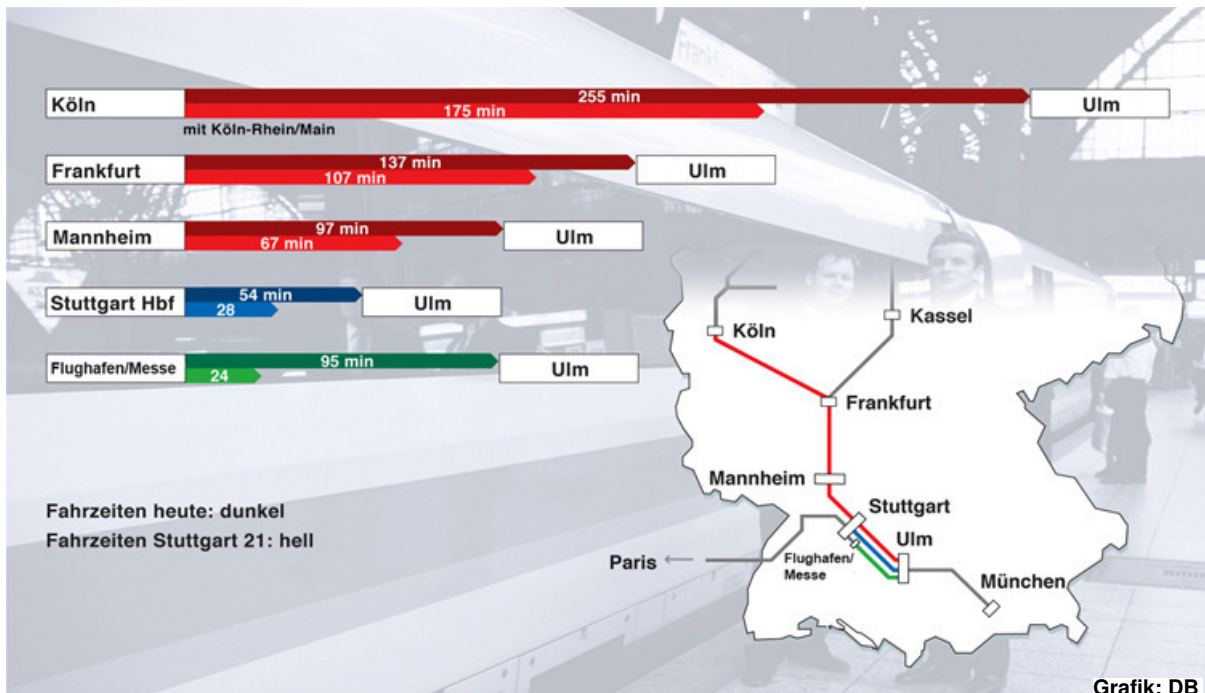 Frankfurt
Köln
255 min
175 min
Ulm
mit Köln-Rhein/Main
Frankfurt
137 min
107 min
Ulm
Mannheim
97 min
67 min
Ulm
Stuttgart Hbf
54 min
28
Ulm
Flughafen/Messe
95 min
24
Ulm
Fahrzeiten heute: dunkel
Fahrzeiten Stuttgart 21: hell
Köln
Kassel
Frankfurt
Mannheim
Stuttgart
Ulm
Flughafen/
Messe
Paris ←
München
Grafik: DB